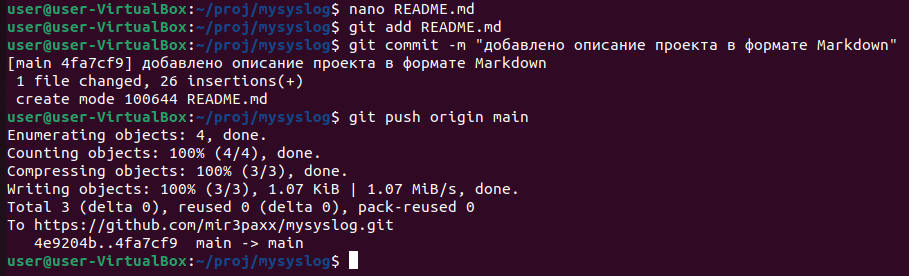 user@user-VirtualBox:~/proj/mysyslog$ nano README.md
user@user-VirtualBox:~/proj/mysyslog$ git add README.md
user@user-VirtualBox:~/proj/mysyslog$ git commit -m "добавлено описание проекта в формате Markdown"
[main 4fa7cf9] добавлено описание проекта в формате Markdown
 1 file changed, 26 insertions(+)
 create mode 100644 README.md
user@user-VirtualBox:~/proj/mysyslog$ git push origin main
Enumerating objects: 4, done.
Counting objects: 100% (4/4), done.
Compressing objects: 100% (3/3), done.
Writing objects: 100% (3/3), 1.07 KiB | 1.07 MiB/s, done.
Total 3 (delta 0), reused 0 (delta 0), pack-reused 0
To https://github.com/mir3paxx/mysyslog.git
   4e9204b..4fa7cf9  main -> main
user@user-VirtualBox:~/proj/mysyslog$